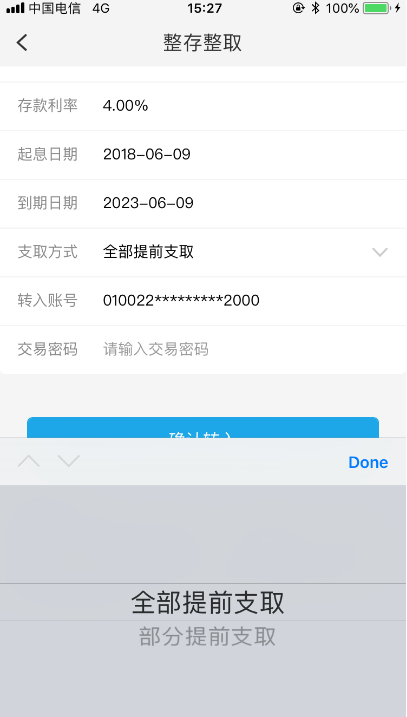 中国电信 4G 15:27 100%
整存整取
存款利率 4.00%
起息日期 2018-06-09
到期日期 2023-06-09
支取方式 全部提前支取
转入账号 010022*********2000
交易密码 请输入交易密码
Done
全部提前支取
部分提前支取